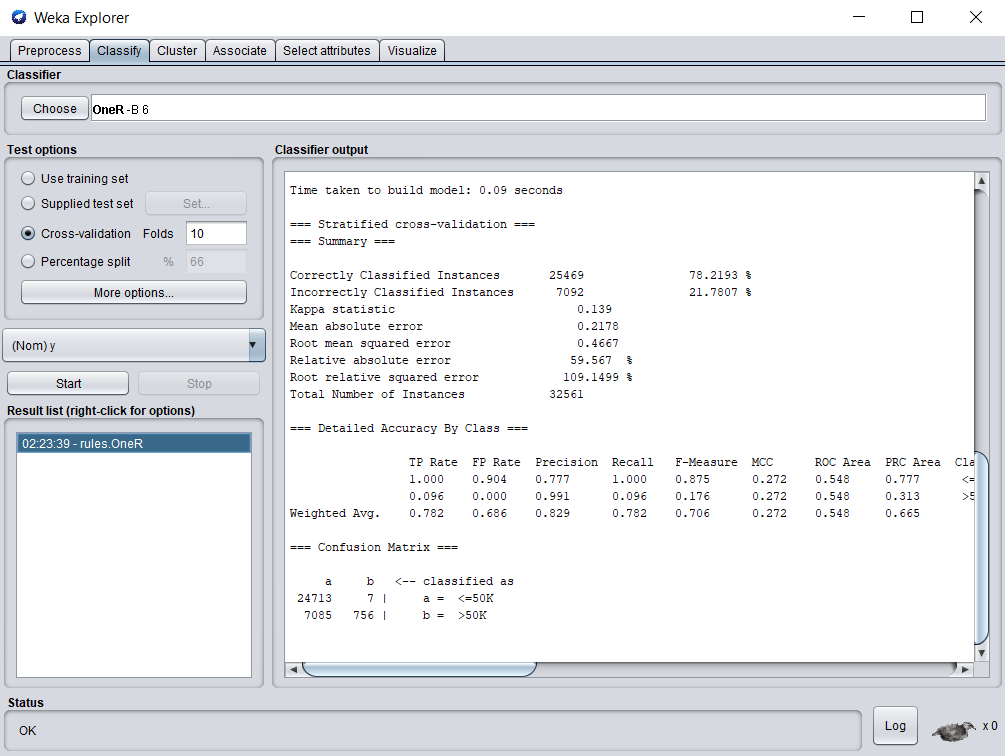 Weka Explorer
Preprocess Classify Cluster Associate Select attributes Visualize
Classifier
Choose OneR -B 6
Test options
Use training set
Supplied test set Set...
Cross-validation Folds 10
Percentage split % 66
More options...
(Nom) y
Start Stop
Result list (right-click for options)
02:23:39 - rules.OneR
Classifier output
Time taken to build model: 0.09 seconds
=== Stratified cross-validation ===
=== Summary ===
Correctly Classified Instances 25469 78.2193 %
Incorrectly Classified Instances 7092 21.7807 %
Kappa statistic 0.139
Mean absolute error 0.2178
Root mean squared error 0.4667
Relative absolute error 59.567 %
Root relative squared error 109.1499 %
Total Number of Instances 32561
=== Detailed Accuracy By Class ===
TP Rate FP Rate Precision Recall F-Measure MCC ROC Area PRC Area Cla
1.000 0.904 0.777 1.000 0.875 0.272 0.548 0.777 <=
0.096 0.000 0.991 0.096 0.176 0.272 0.548 0.313 >5
Weighted Avg. 0.782 0.686 0.829 0.782 0.706 0.272 0.548 0.665
=== Confusion Matrix ===
a b <-- classified as
24713 7 | a = <=50K
7085 756 | b = >50K
Status
OK
Log
x 0